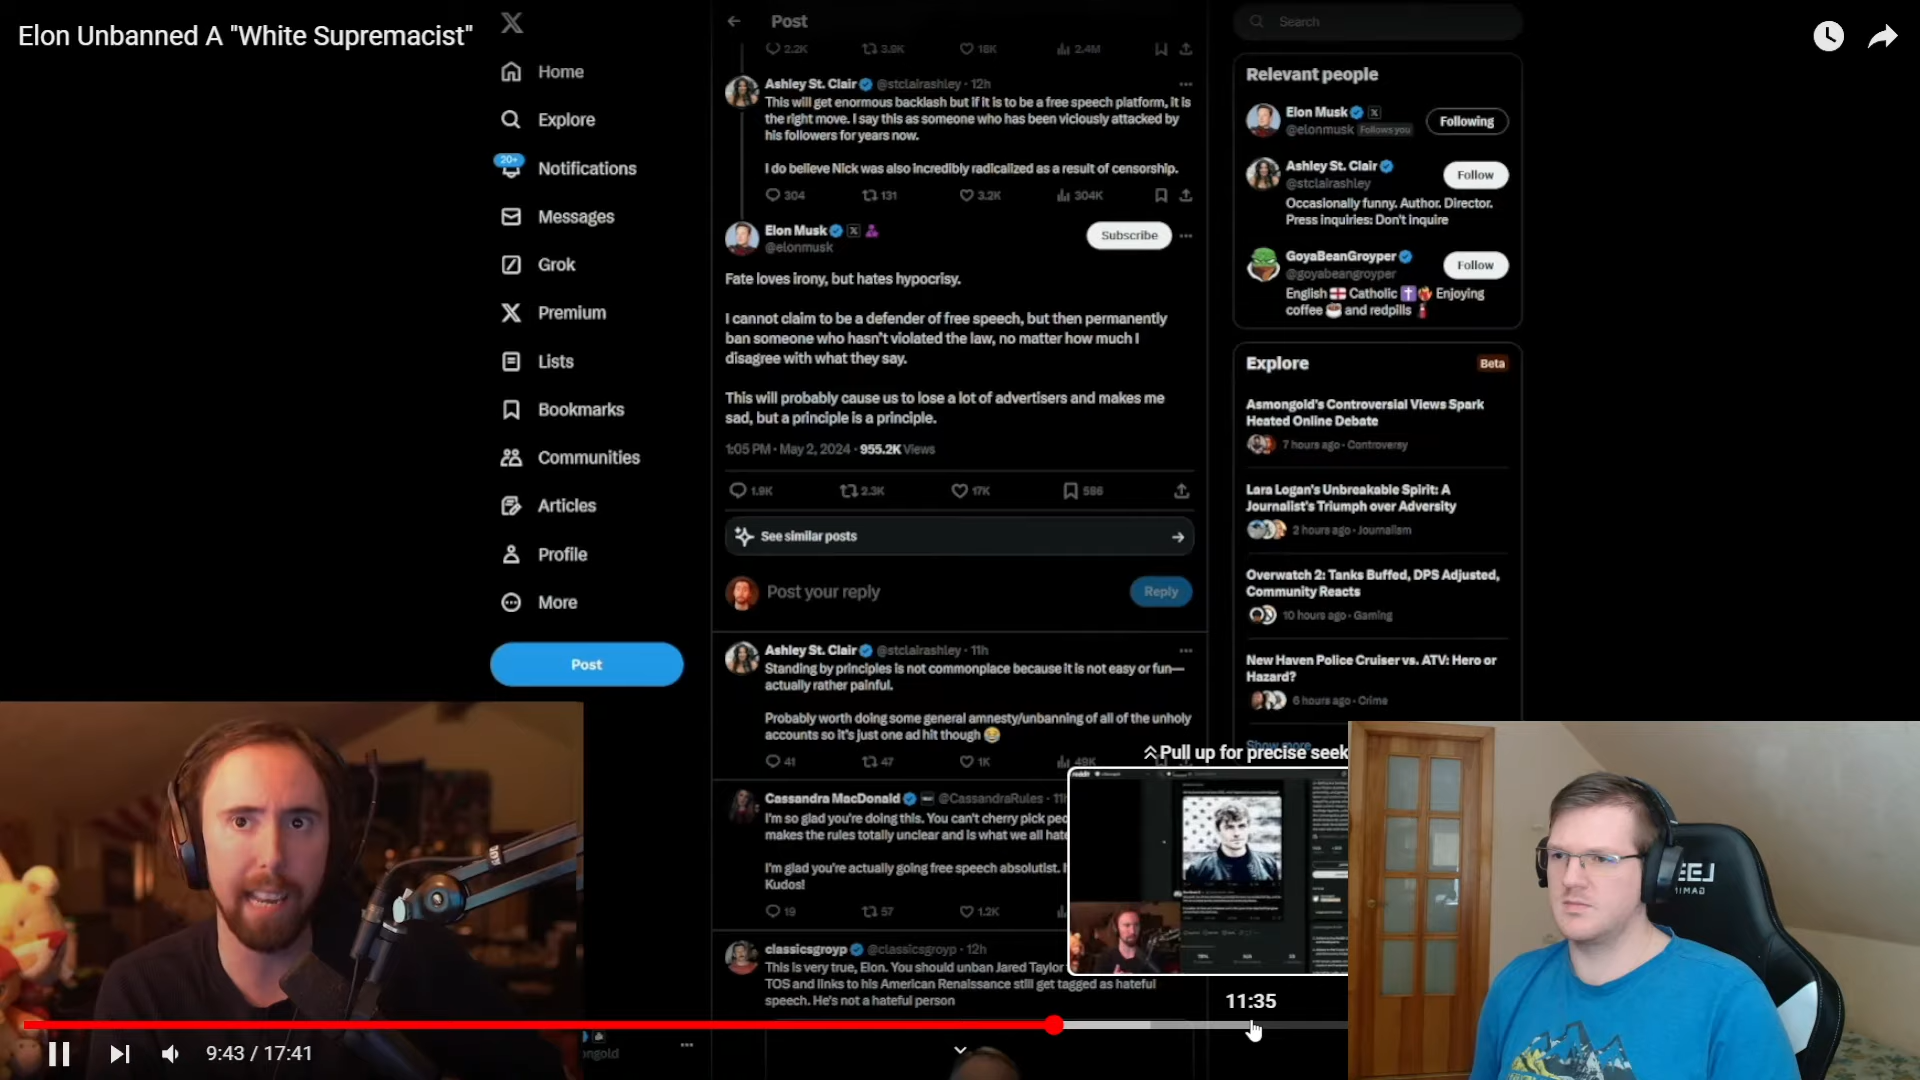 Elon Unbanned A "White Supremacist"
Home
Explore
20+
Notifications
Messages
Grok
Premium
Lists
Bookmarks
Communities
Articles
Profile
More
Post
Post
2.2K 3.9K 18K 2.4M
Ashley St. Clair @stclairashley · 12h
This will get enormous backlash but if it is to be a free speech platform, it is
the right move. I say this as someone who has been viciously attacked by
his followers for years now.
I do believe Nick was also incredibly radicalized as a result of censorship.
304 131 3.2K 304K
Elon Musk
@elonmusk
Subscribe
Fate loves irony, but hates hypocrisy.
I cannot claim to be a defender of free speech, but then permanently
ban someone who hasn't violated the law, no matter how much I
disagree with what they say.
This will probably cause us to lose a lot of advertisers and makes me
sad, but a principle is a principle.
1:05 PM · May 2, 2024 · 955.2K Views
1.9K 2.3K 17K 586
See similar posts
Post your reply
Reply
Ashley St. Clair @stclairashley · 11h
Standing by principles is not commonplace because it is not easy or fun—
actually rather painful.
Probably worth doing some general amnesty/unbanning of all of the unholy
accounts so it's just one ad hit though
41 47 1K 49K
Cassandra MacDonald @CassandraRules · 11h
I'm so glad you're doing this. You can't cherry pick
makes the rules totally unclear and is what we all
I'm glad you're actually going free speech absolutist.
Kudos!
19 57 1.2K
classicsgroyp @classicsgroyp · 12h
This is very true, Elon. You should unban Jared Taylor
TOS and links to his American Renaissance still get tagged as hateful
speech. He's not a hateful person
Search
Relevant people
Elon Musk
@elonmusk Follows you
Following
Ashley St. Clair
@stclairashley
Follow
Occasionally funny. Author. Director.
Press inquiries: Don't inquire
GoyaBeanGroyper
@goyabeangroyper
Follow
English Catholic Enjoying
coffee and redpills
Explore
Beta
Asmongold's Controversial Views Spark
Heated Online Debate
7 hours ago · Controversy
Lara Logan's Unbreakable Spirit: A
Journalist's Triumph over Adversity
2 hours ago · Journalism
Overwatch 2: Tanks Buffed, DPS Adjusted,
Community Reacts
10 hours ago · Gaming
New Haven Police Cruiser vs. ATV: Hero or
Hazard?
6 hours ago · Crime
Show more
Pull up for precise seek
11:35
9:43 / 17:41